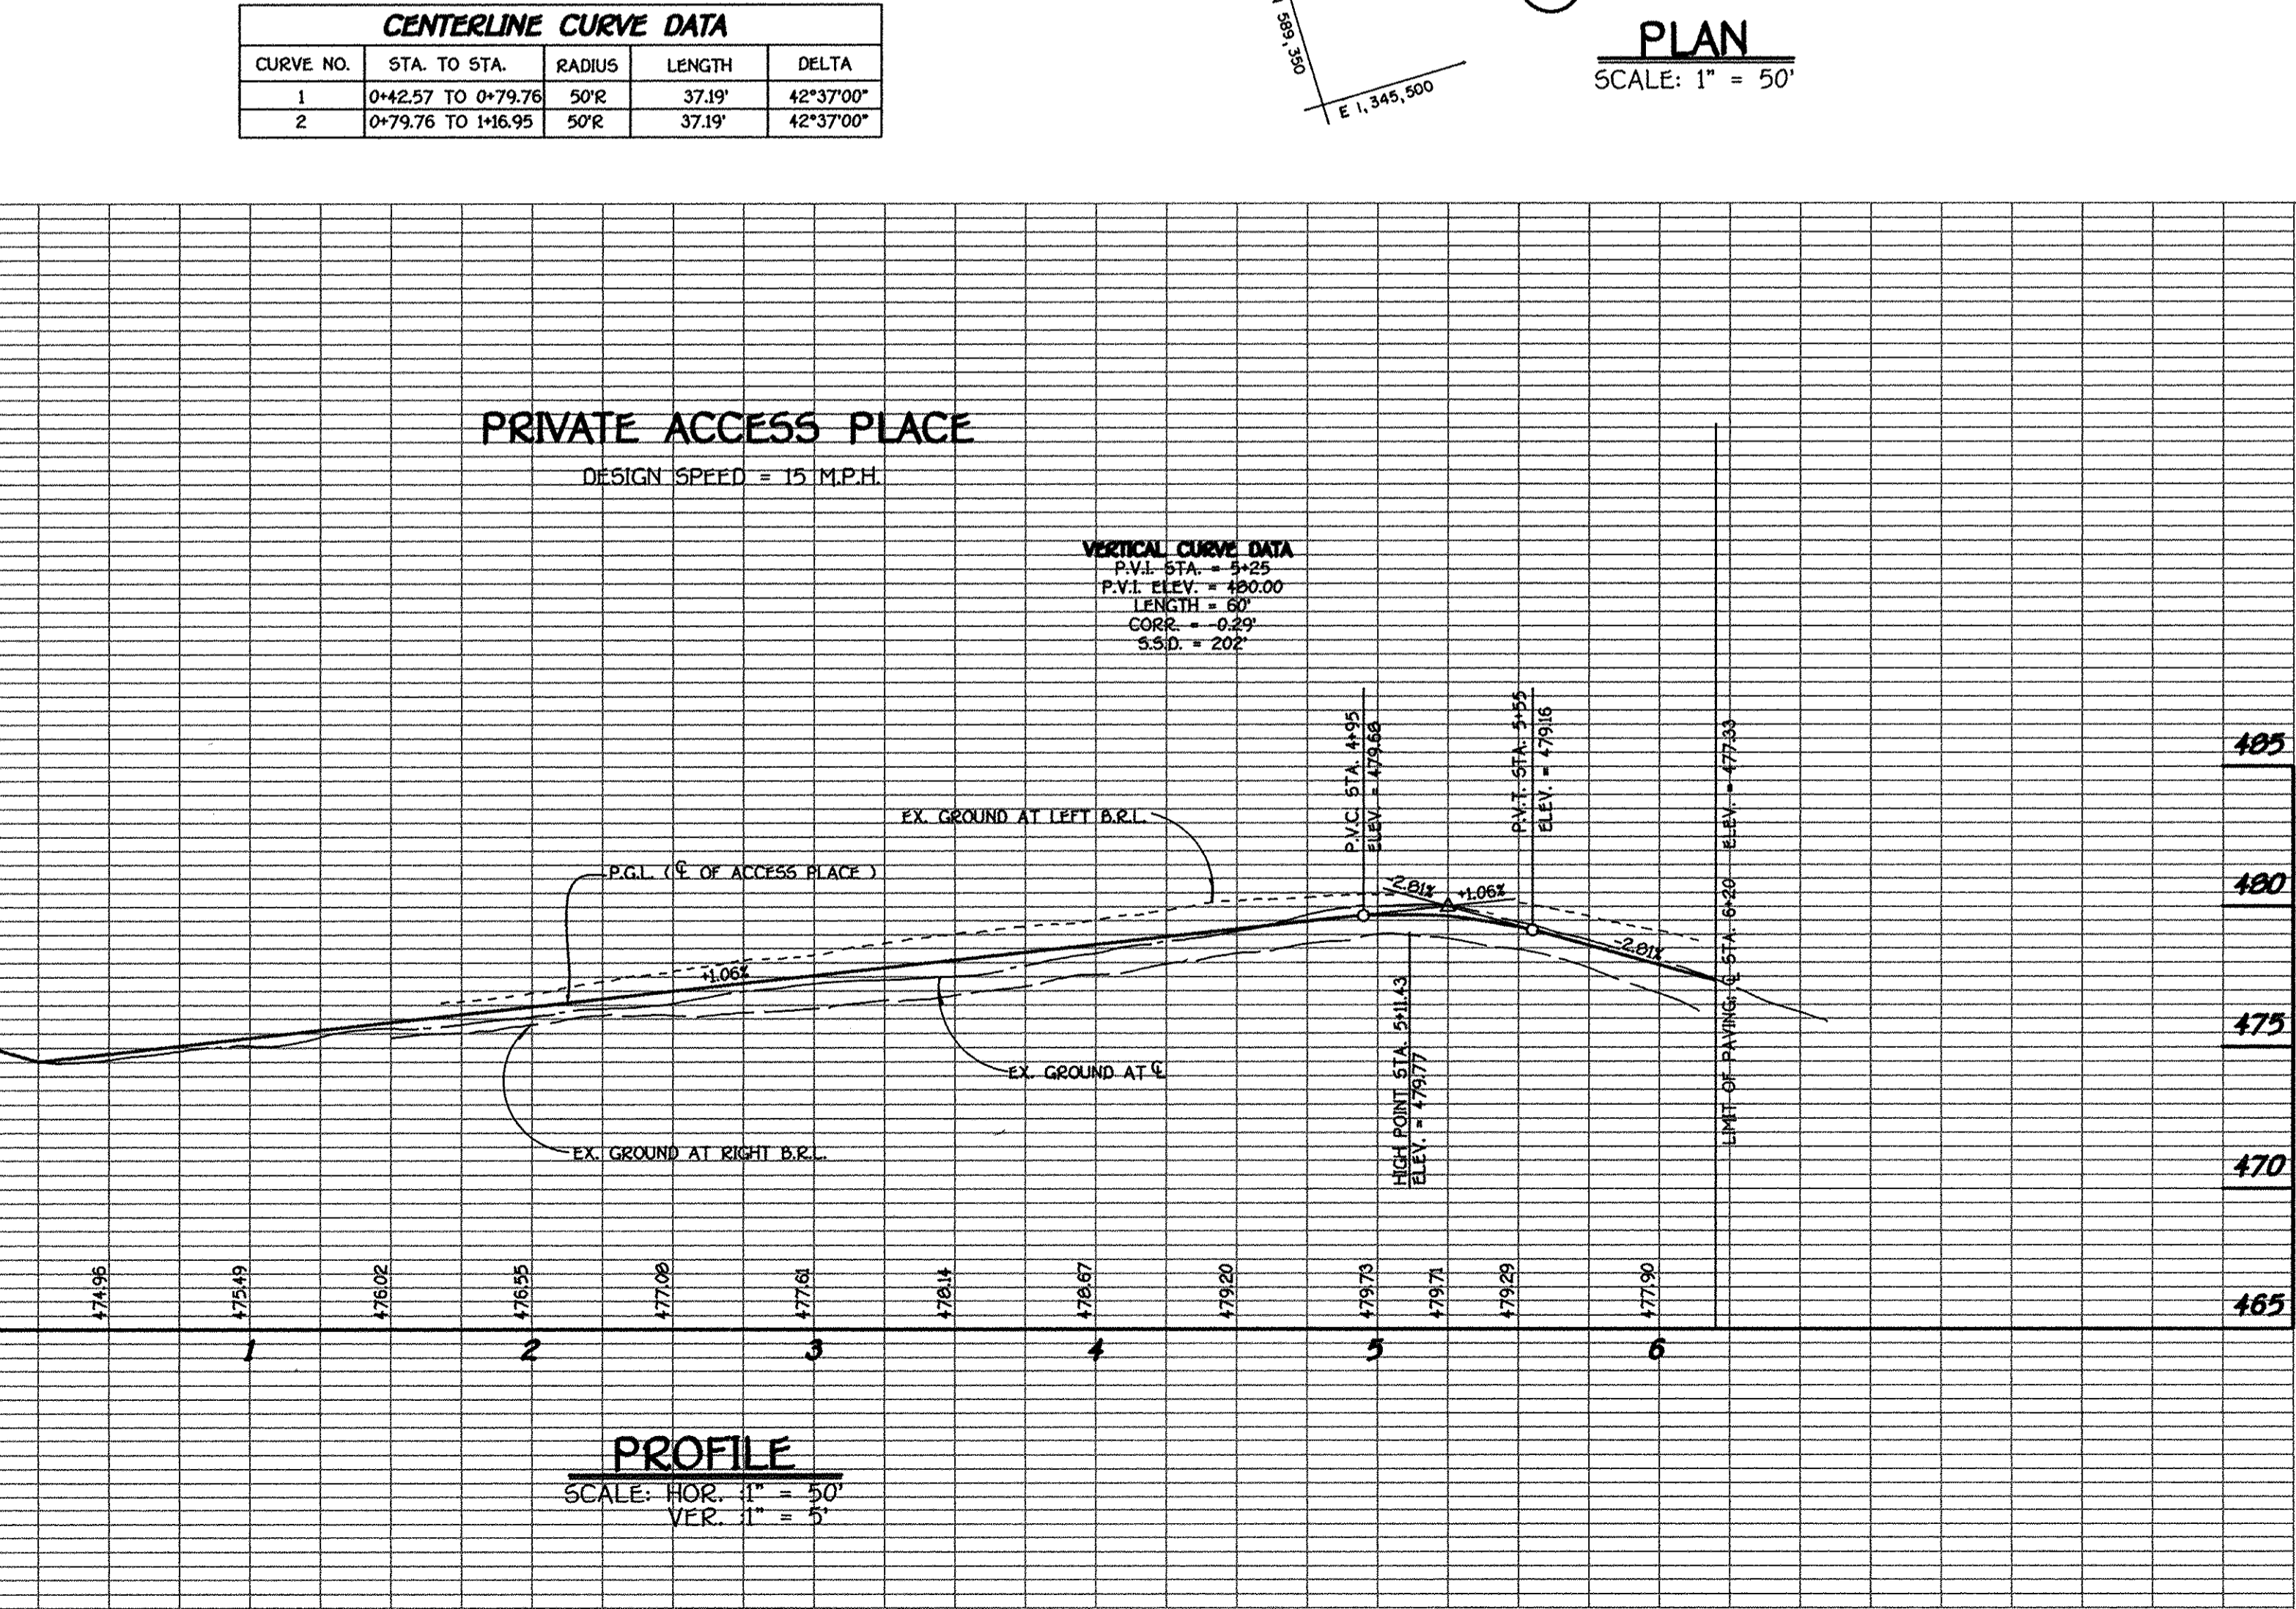 CENTERLINE CURVE DATA
CURVE NO. STA. TO STA. RADIUS LENGTH DELTA
1 0+42.57 TO 0+79.76 50'R 37.19' 42°37'00"
2 0+79.76 TO 1+16.95 50'R 37.19' 42°37'00"
589,350
E 1,345,500
PLAN
SCALE: 1" = 50'
PRIVATE ACCESS PLACE
DESIGN SPEED = 15 M.P.H.
VERTICAL CURVE DATA
P.V.I. STA. = 5+25
P.V.I. ELEV. = 480.00
LENGTH = 60'
CORR. = -0.29'
S.S.D. = 202'
P.V.C. STA. 4+95
ELEV. = 479.68
P.V.T. STA. 5+55
ELEV. = 479.16
LIMIT OF PAVING; ℄ STA. 6+20 ELEV. = 477.33
485
480
475
470
465
EX. GROUND AT LEFT B.R.L.
P.G.L. ( ℄ OF ACCESS PLACE )
-2.81%
+1.06%
+1.06%
-2.81%
EX. GROUND AT ℄
EX. GROUND AT RIGHT B.R.L.
HIGH POINT STA. 5+11.43
ELEV. = 479.77
474.96 475.49 476.02 476.55 477.08 477.61 478.14 478.67 479.20 479.73 479.71 479.29 477.90
1 2 3 4 5 6
PROFILE
SCALE: HOR. 1" = 50'
VER. 1" = 5'